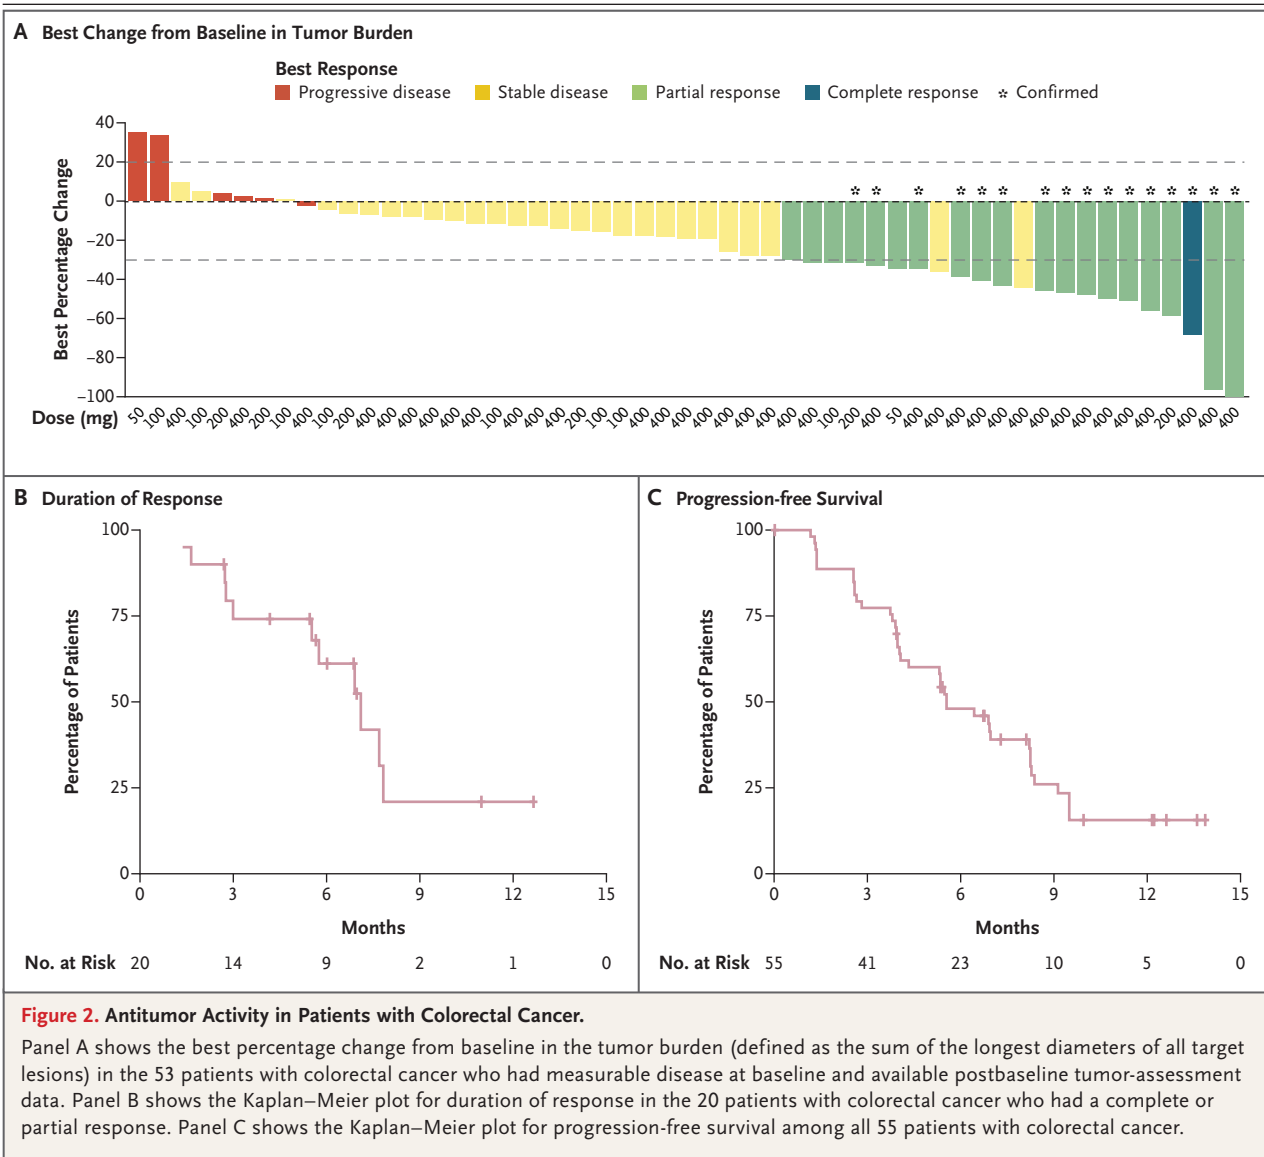 A Best Change from Baseline in Tumor Burden
Best Response
Progressive disease
Stable disease
Partial response
Complete response
* Confirmed
Best Percentage Change
40
20
0
−20
−40
−60
−80
−100
* * * * * * * * * * * * * * * *
Dose (mg) 50 100 400 100 200 400 200 100 400 100 200 400 400 400 400 400 100 100 400 400 400 200 100 100 400 400 400 400 400 400 400 400 400 100 200 400 50 400 400 400 400 400 400 400 400 400 400 400 400 200 400 400 400
B Duration of Response
Percentage of Patients
100
75
50
25
0
0 3 6 9 12 15
Months
No. at Risk 20 14 9 2 1 0
C Progression-free Survival
Percentage of Patients
100
75
50
25
0
0 3 6 9 12 15
Months
No. at Risk 55 41 23 10 5 0
Figure 2. Antitumor Activity in Patients with Colorectal Cancer.
Panel A shows the best percentage change from baseline in the tumor burden (defined as the sum of the longest diameters of all target
lesions) in the 53 patients with colorectal cancer who had measurable disease at baseline and available postbaseline tumor-assessment
data. Panel B shows the Kaplan–Meier plot for duration of response in the 20 patients with colorectal cancer who had a complete or
partial response. Panel C shows the Kaplan–Meier plot for progression-free survival among all 55 patients with colorectal cancer.